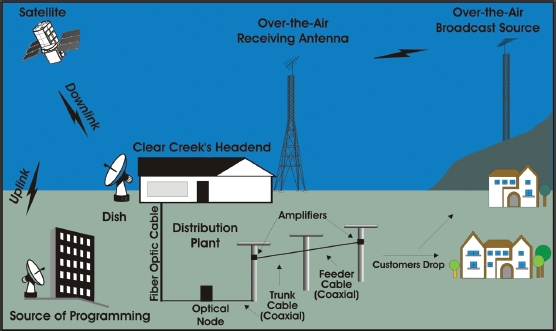 Satellite
Over-the-Air
Receiving Antenna
Over-the-Air
Broadcast Source
Downlink
Uplink
Clear Creek's Headend
Dish
Fiber Optic Cable
Distribution
Plant
Amplifiers
Customers Drop
Feeder
Cable
(Coaxial)
Trunk
Cable
(Coaxial)
Optical
Node
Source of Programming